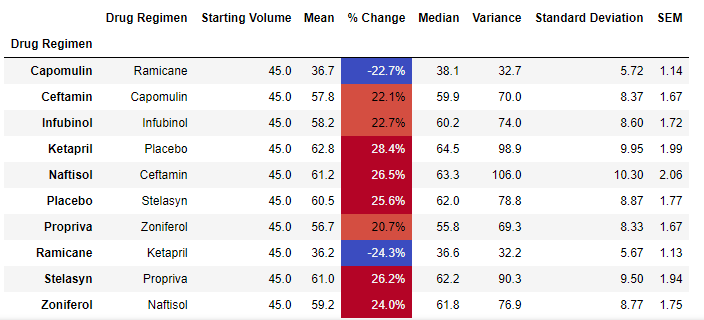 Drug Regimen Starting Volume Mean % Change Median Variance Standard Deviation SEM
Drug Regimen
Capomulin Ramicane 45.0 36.7 -22.7% 38.1 32.7 5.72 1.14
Ceftamin Capomulin 45.0 57.8 22.1% 59.9 70.0 8.37 1.67
Infubinol Infubinol 45.0 58.2 22.7% 60.2 74.0 8.60 1.72
Ketapril Placebo 45.0 62.8 28.4% 64.5 98.9 9.95 1.99
Naftisol Ceftamin 45.0 61.2 26.5% 63.3 106.0 10.30 2.06
Placebo Stelasyn 45.0 60.5 25.6% 62.0 78.8 8.87 1.77
Propriva Zoniferol 45.0 56.7 20.7% 55.8 69.3 8.33 1.67
Ramicane Ketapril 45.0 36.2 -24.3% 36.6 32.2 5.67 1.13
Stelasyn Propriva 45.0 61.0 26.2% 62.2 90.3 9.50 1.94
Zoniferol Naftisol 45.0 59.2 24.0% 61.8 76.9 8.77 1.75